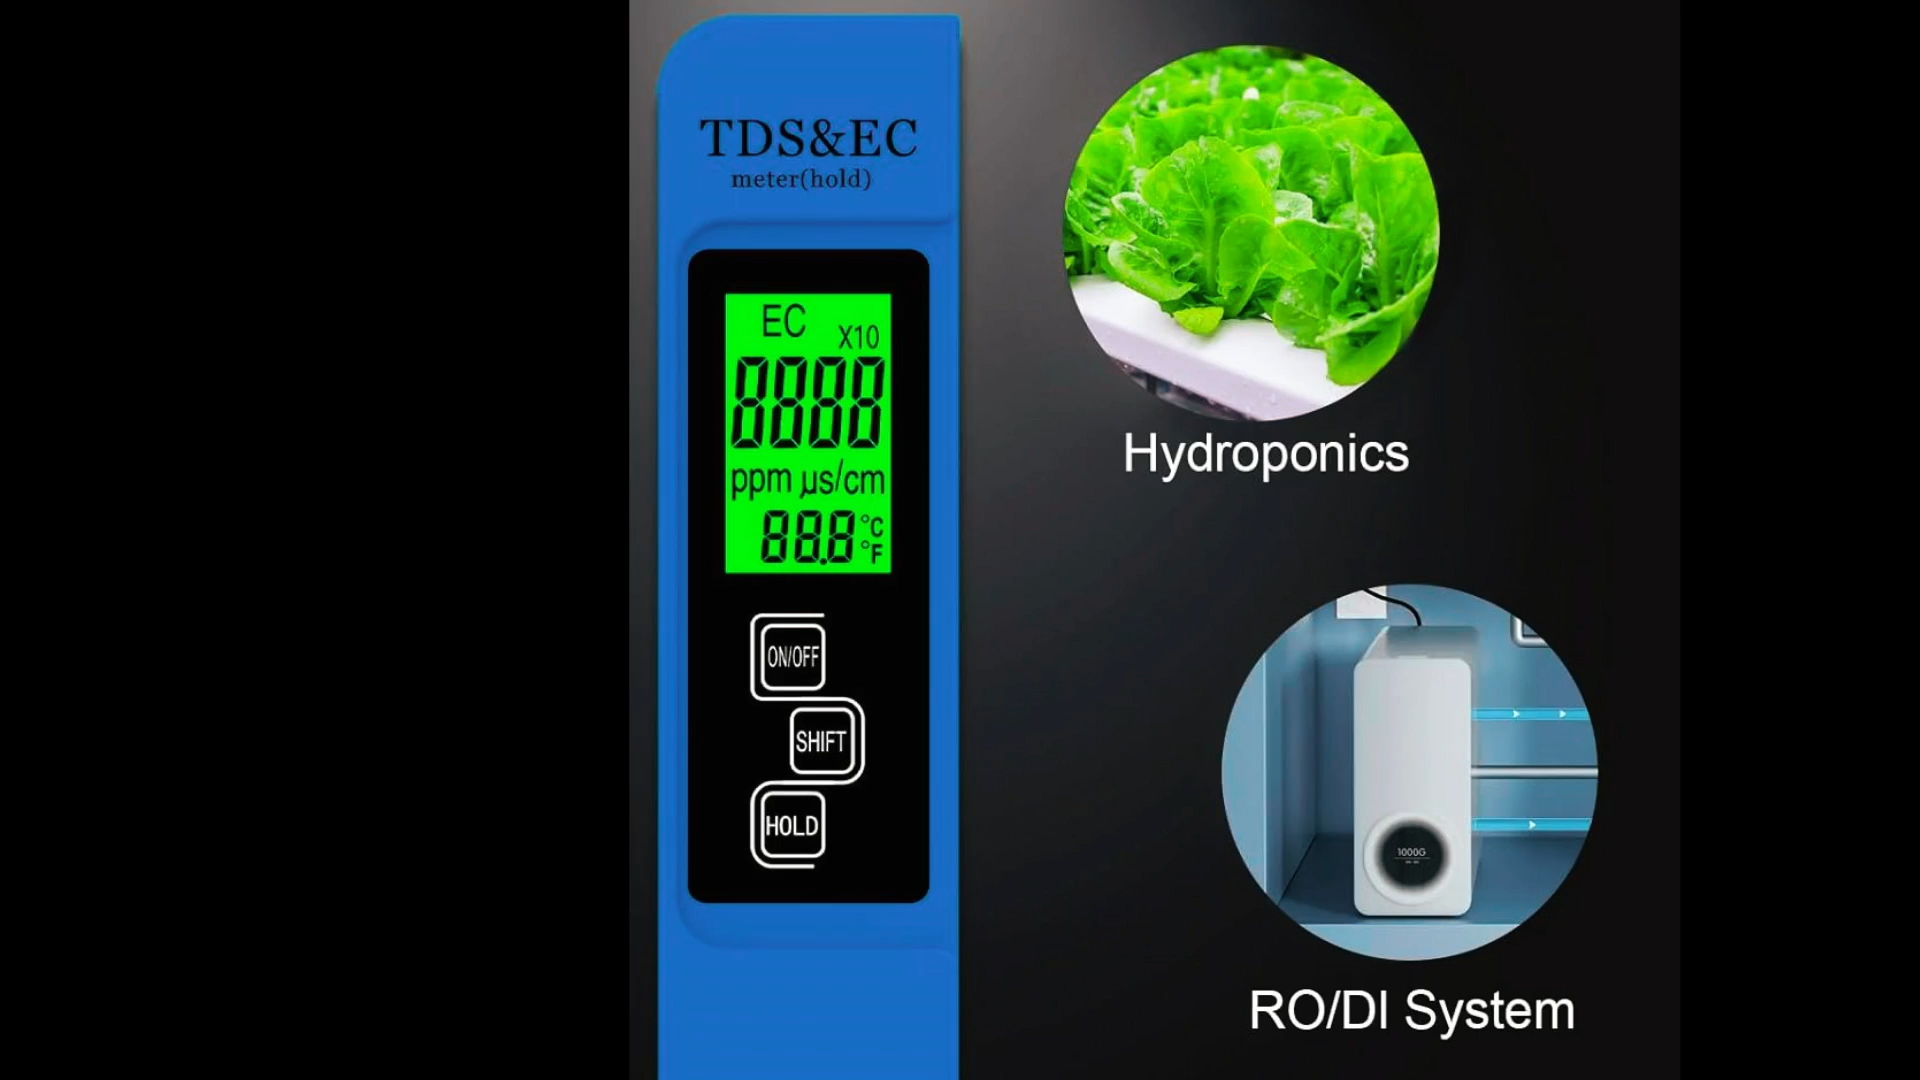 TDS&EC
meter(hold)
EC
X10
8888
ppm µs/cm
88.8 °C
°F
ON/OFF
SHIFT
HOLD
Hydroponics
1000G
RO/DI System